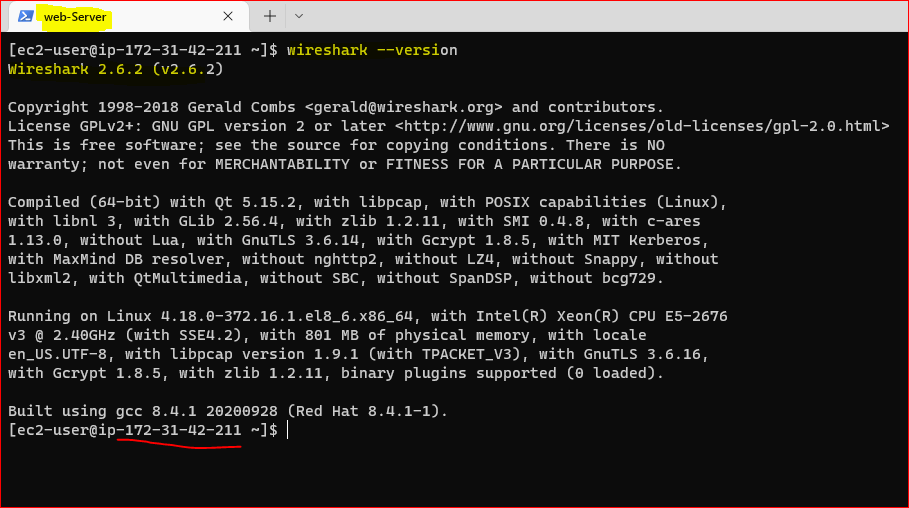 web-Server
[ec2-user@ip-172-31-42-211 ~]$ wireshark --version
Wireshark 2.6.2 (v2.6.2)
Copyright 1998-2018 Gerald Combs <gerald@wireshark.org> and contributors.
License GPLv2+: GNU GPL version 2 or later <http://www.gnu.org/licenses/old-licenses/gpl-2.0.html>
This is free software; see the source for copying conditions. There is NO
warranty; not even for MERCHANTABILITY or FITNESS FOR A PARTICULAR PURPOSE.
Compiled (64-bit) with Qt 5.15.2, with libpcap, with POSIX capabilities (Linux),
with libnl 3, with GLib 2.56.4, with zlib 1.2.11, with SMI 0.4.8, with c-ares
1.13.0, without Lua, with GnuTLS 3.6.14, with Gcrypt 1.8.5, with MIT Kerberos,
with MaxMind DB resolver, without nghttp2, without LZ4, without Snappy, without
libxml2, with QtMultimedia, without SBC, without SpanDSP, without bcg729.
Running on Linux 4.18.0-372.16.1.el8_6.x86_64, with Intel(R) Xeon(R) CPU E5-2676
v3 @ 2.40GHz (with SSE4.2), with 801 MB of physical memory, with locale
en_US.UTF-8, with libpcap version 1.9.1 (with TPACKET_V3), with GnuTLS 3.6.16,
with Gcrypt 1.8.5, with zlib 1.2.11, binary plugins supported (0 loaded).
Built using gcc 8.4.1 20200928 (Red Hat 8.4.1-1).
[ec2-user@ip-172-31-42-211 ~]$